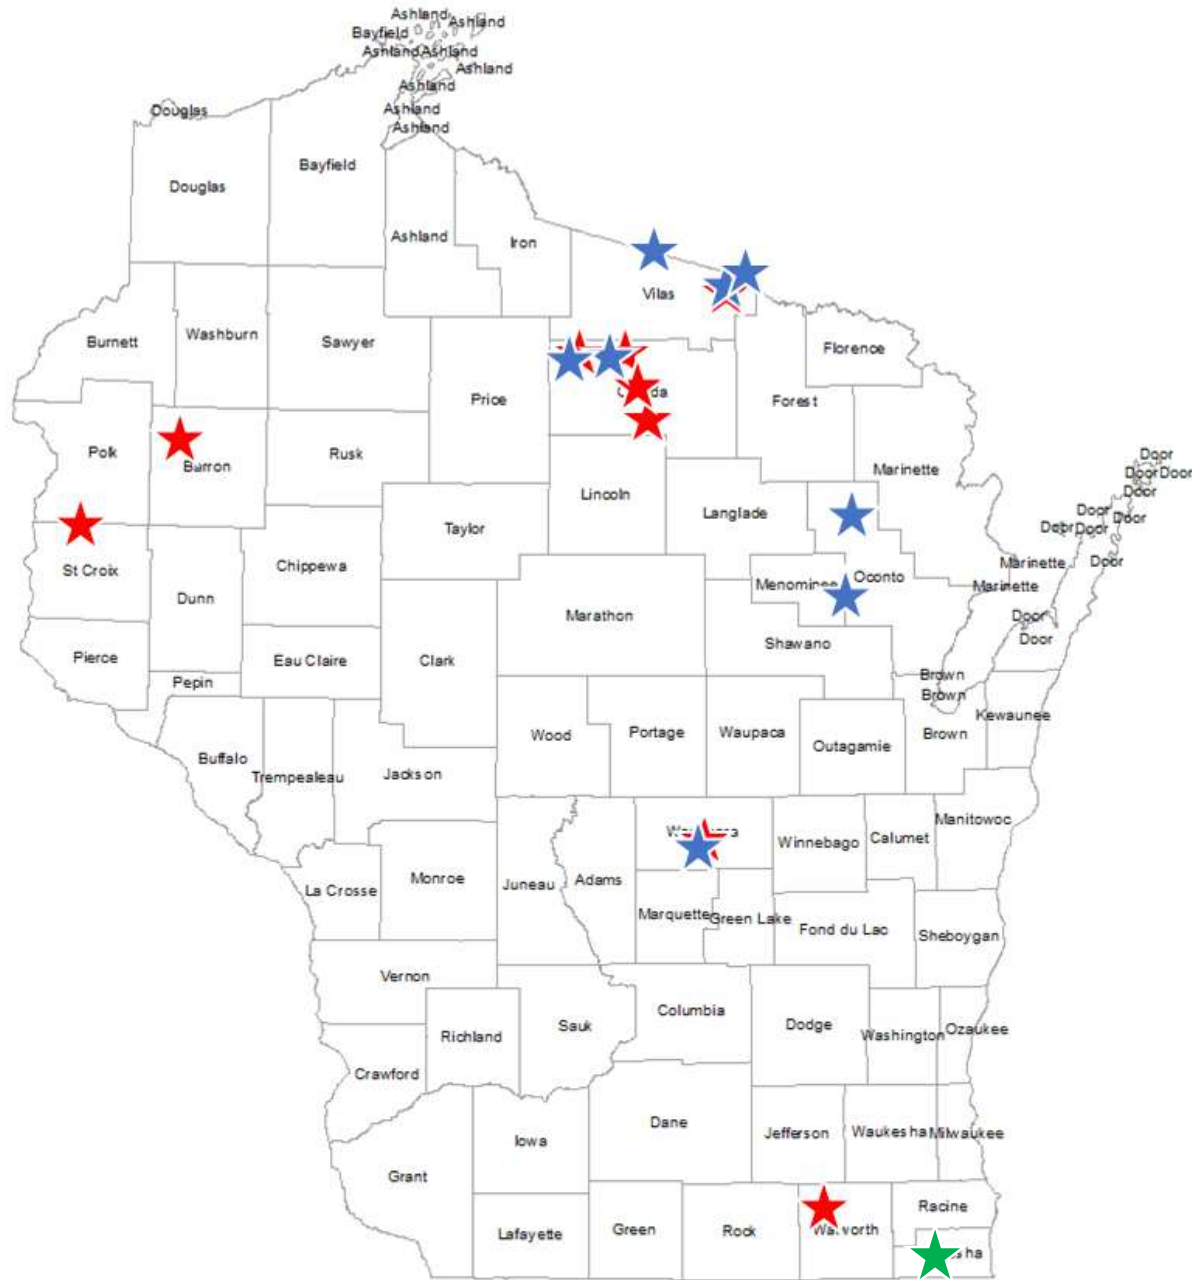 Ashland
Ashland
Bayfield
Ashland
Ashland
Ashland
Ashland
Ashland
Ashland
Douglas
Bayfield
Douglas
Ashland
Iron
Vilas
Burnett
Washburn
Sawyer
Florence
Price
Forest
Polk
Barron
Rusk
Marinette
Door
Door
Door
Door
Door
Door
Door
Door
Door
Lincoln
Langlade
Taylor
Chippewa
St Croix
Dunn
Menominee
Oconto
Marinette
Marinette
Marathon
Door
Door
Shawano
Pierce
Eau Claire
Clark
Pepin
Brown
Brown
Kewaunee
Wood
Portage
Waupaca
Outagamie
Brown
Buffalo
Trempealeau
Jackson
Manitowoc
Winnebago
Calumet
La Crosse
Monroe
Juneau
Adams
Marquette
Green Lake
Fond du Lac
Sheboygan
Vernon
Columbia
Dodge
Richland
Sauk
Washington
Ozaukee
Crawford
Dane
Iowa
Jefferson
Waukesha
Milwaukee
Grant
Racine
Lafayette
Green
Rock
Walworth